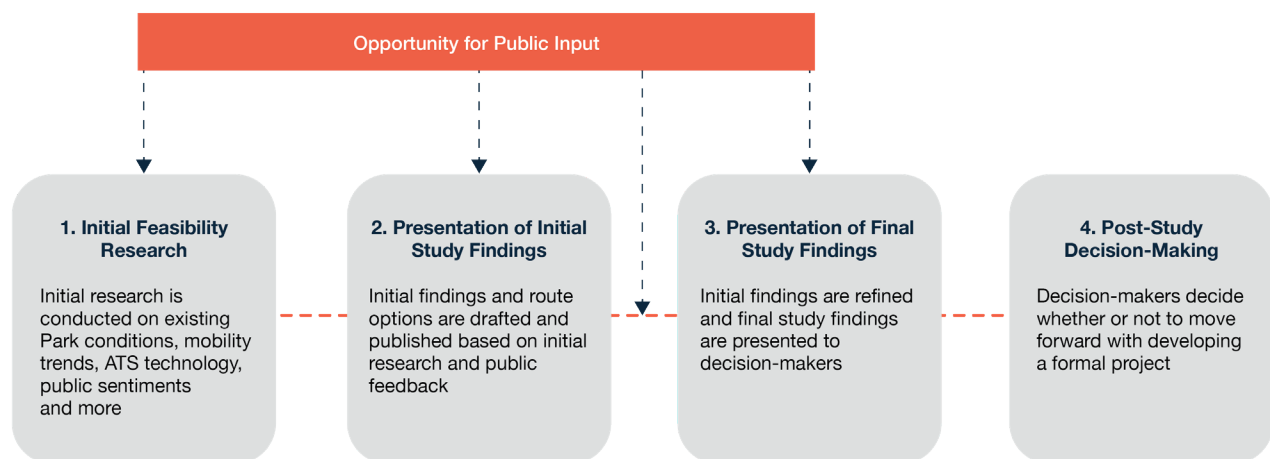 Opportunity for Public Input
1. Initial Feasibility
Research
Initial research is
conducted on existing
Park conditions, mobility
trends, ATS technology,
public sentiments
and more
2. Presentation of Initial
Study Findings
Initial findings and route
options are drafted and
published based on initial
research and public
feedback
3. Presentation of Final
Study Findings
Initial findings are refined
and final study findings
are presented to
decision-makers
4. Post-Study
Decision-Making
Decision-makers decide
whether or not to move
forward with developing
a formal project